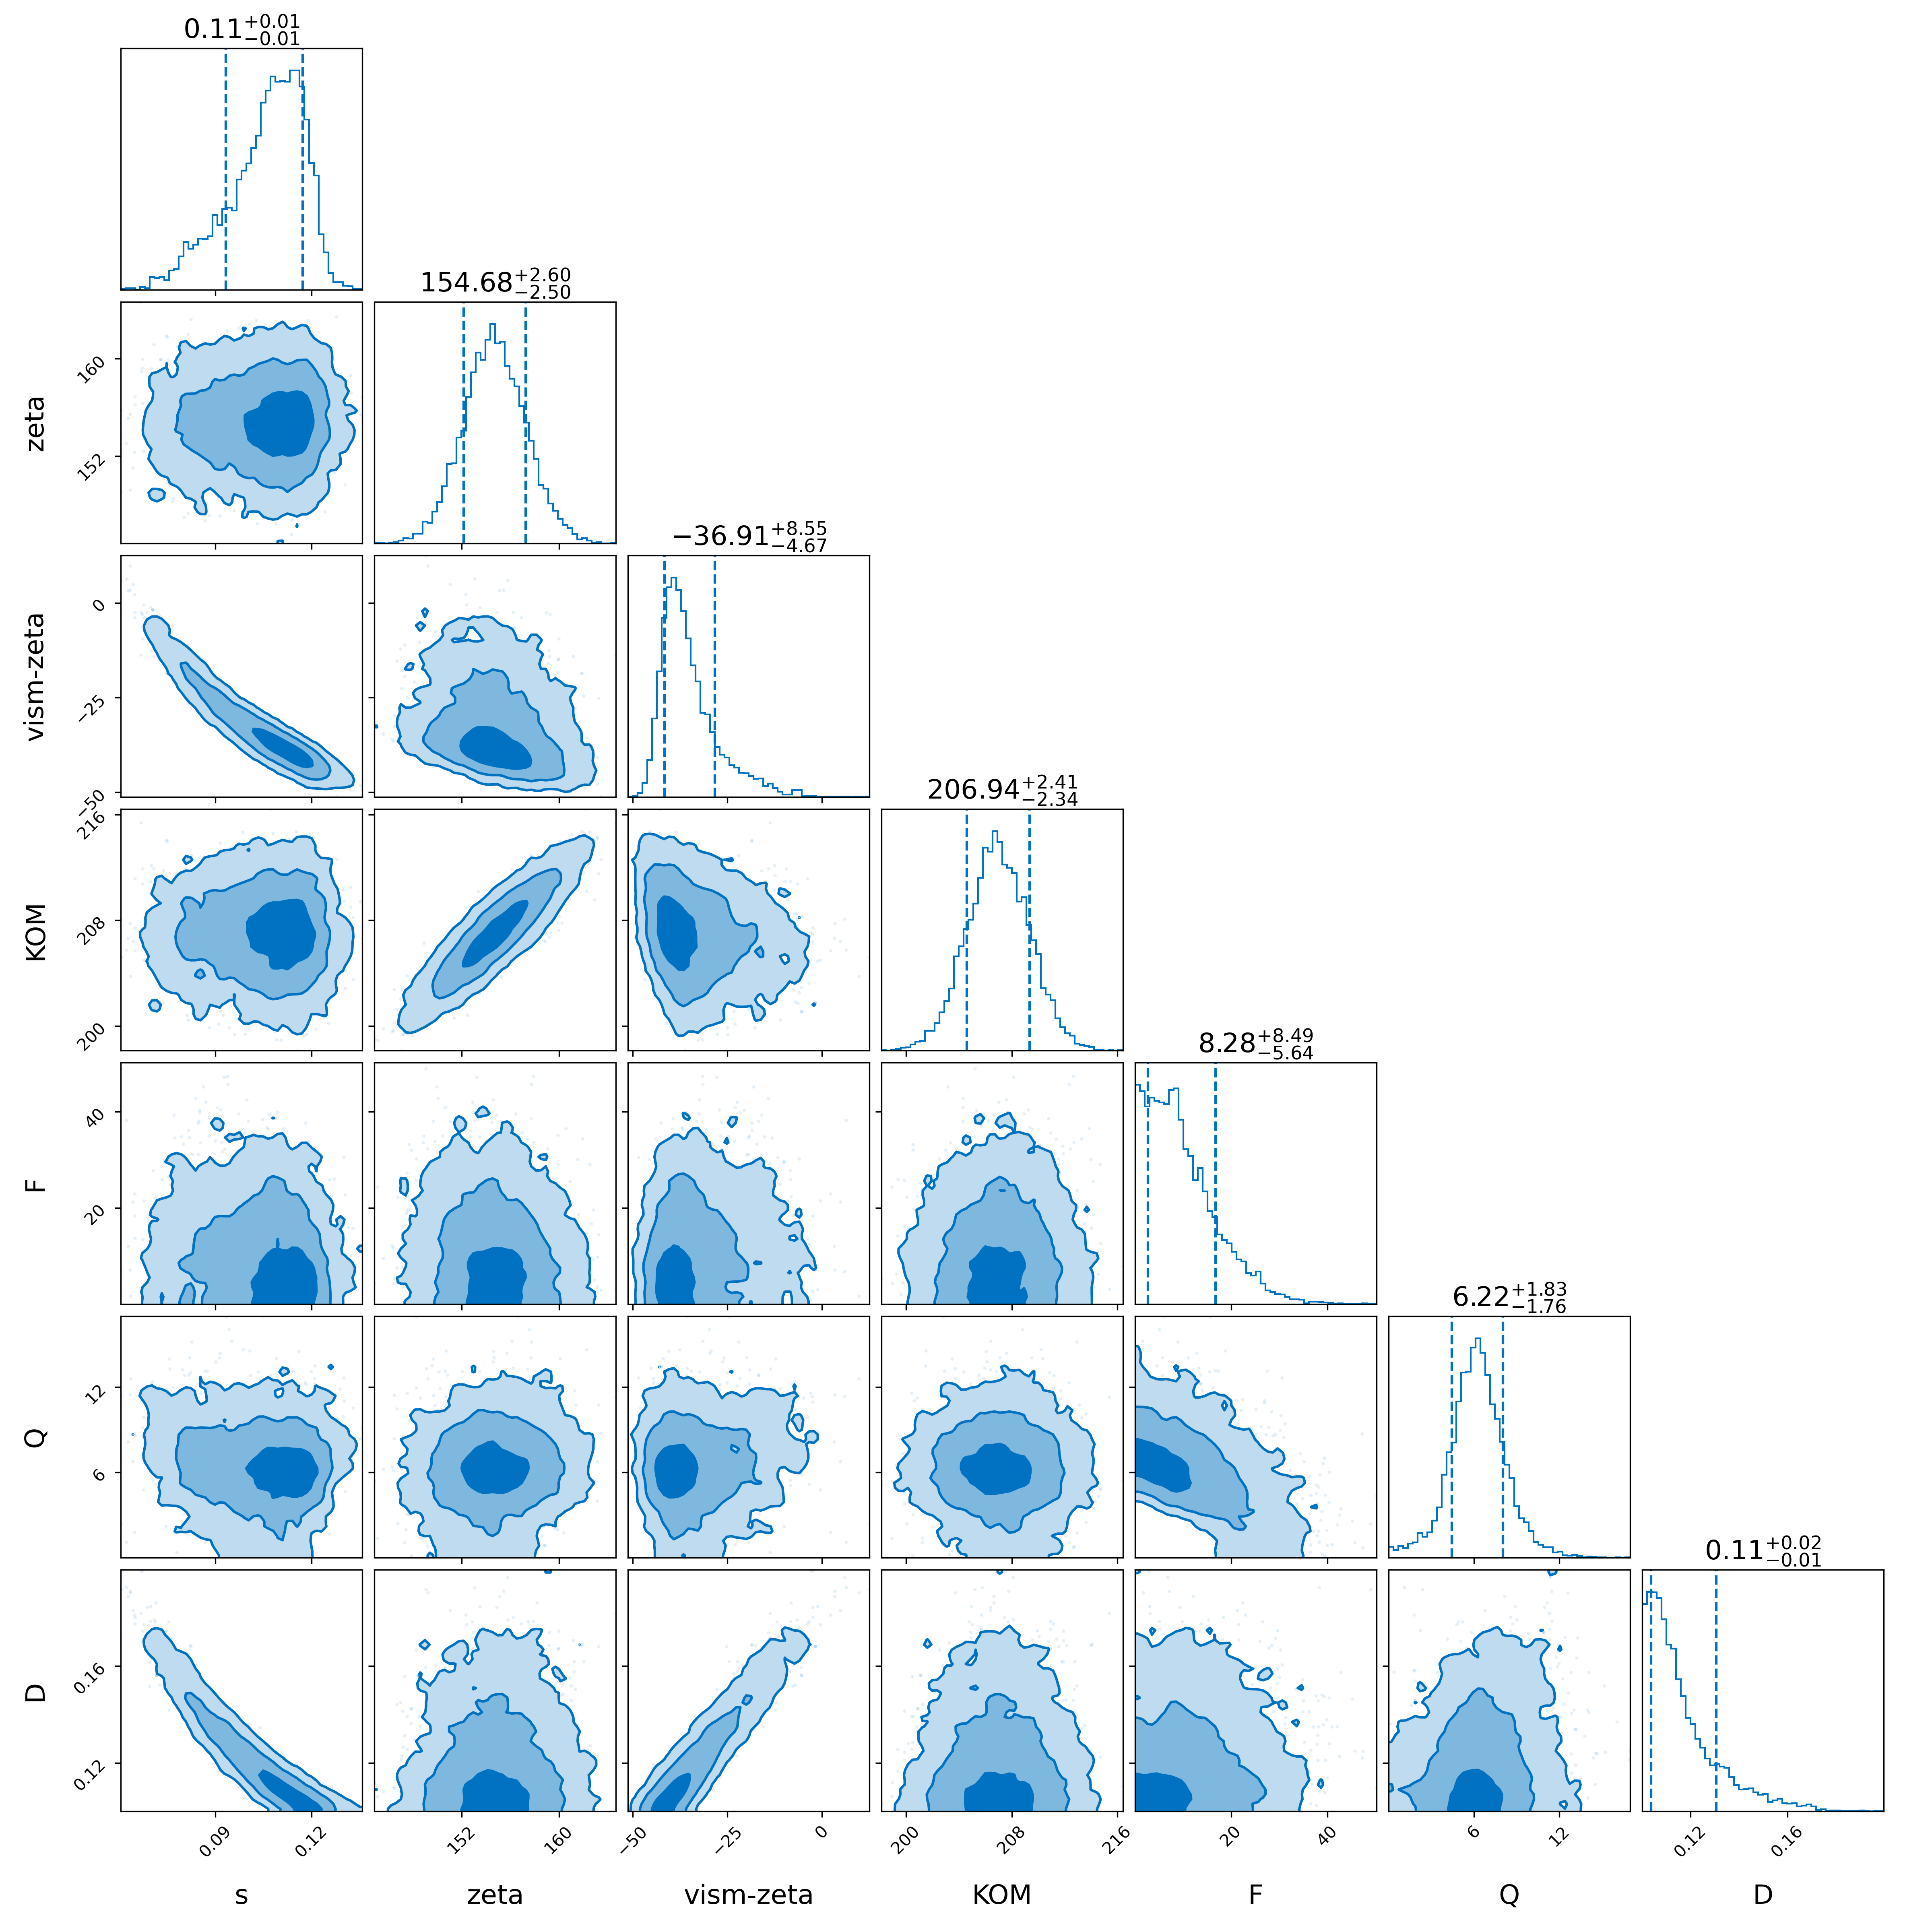 0.11+0.01−0.01
154.68+2.60−2.50
zeta
160
152
−36.91+8.55−4.67
vism-zeta
0
−25
−50
206.94+2.41−2.34
KOM
216
208
200
8.28+8.49−5.64
F
40
20
6.22+1.83−1.76
Q
12
6
0.11+0.02−0.01
D
0.16
0.12
0.09 0.12 152 160 −50 −25 0 200 208 216 20 40 6 12 0.12 0.16
s zeta vism-zeta KOM F Q D